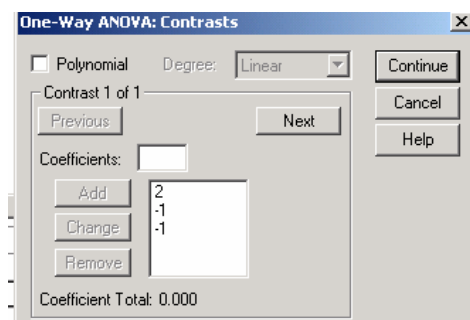 One-Way ANOVA: Contrasts
Polynomial Degree: Linear Continue
Contrast 1 of 1 Cancel
Previous Next Help
Coefficients:
Add
Change
Remove
2
-1
-1
Coefficient Total: 0.000